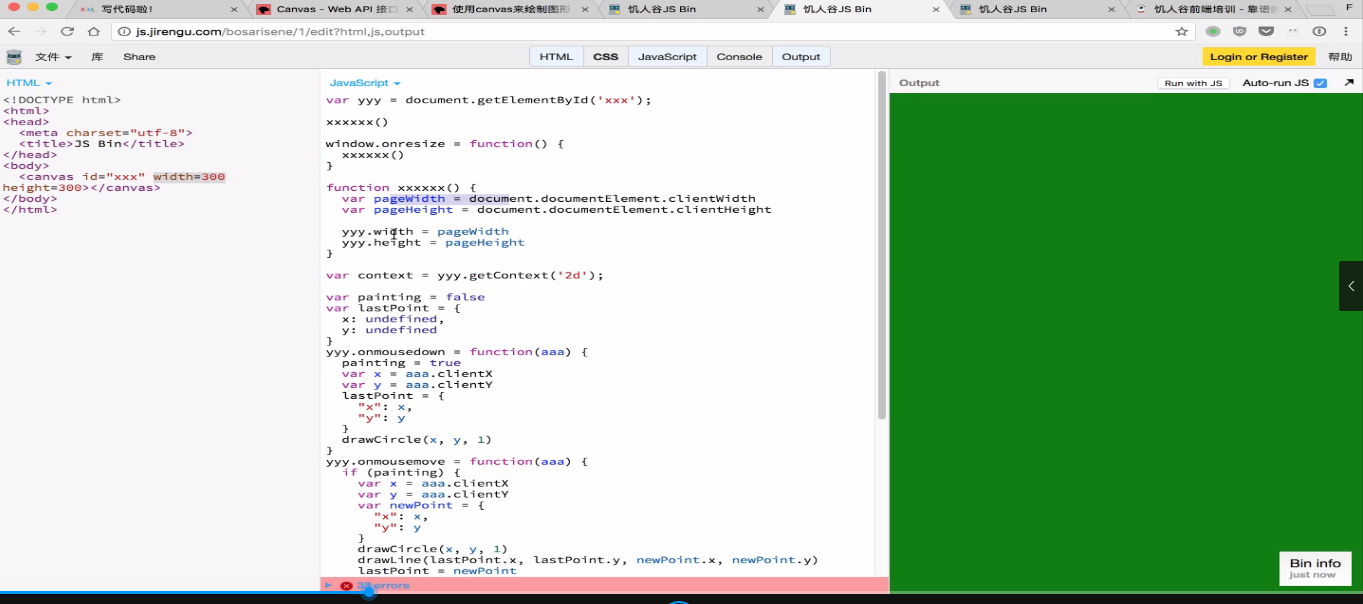 写代码啦!
Canvas - Web API 接口
使用canvas来绘制图形
饥人谷JS Bin
饥人谷JS Bin
饥人谷JS Bin
饥人谷前端培训 - 靠谱的
F
js.jirengu.com/bosarisene/1/edit?html,js,output
文件
库
Share
HTML
CSS
JavaScript
Console
Output
Login or Register
帮助
HTML
<!DOCTYPE html>
<html>
<head>
<meta charset="utf-8">
<title>JS Bin</title>
</head>
<body>
<canvas id="xxx" width=300
height=300></canvas>
</body>
</html>
JavaScript
var yyy = document.getElementById('xxx');
xxxxxx()
window.onresize = function() {
xxxxxx()
}
function xxxxxx() {
var pageWidth = document.documentElement.clientWidth
var pageHeight = document.documentElement.clientHeight
yyy.width = pageWidth
yyy.height = pageHeight
}
var context = yyy.getContext('2d');
var painting = false
var lastPoint = {
x: undefined,
y: undefined
}
yyy.onmousedown = function(aaa) {
painting = true
var x = aaa.clientX
var y = aaa.clientY
lastPoint = {
"x": x,
"y": y
}
drawCircle(x, y, 1)
}
yyy.onmousemove = function(aaa) {
if (painting) {
var x = aaa.clientX
var y = aaa.clientY
var newPoint = {
"x": x,
"y": y
}
drawCircle(x, y, 1)
drawLine(lastPoint.x, lastPoint.y, newPoint.x, newPoint.y)
lastPoint = newPoint
errors
Output
Run with JS
Auto-run JS
Bin info
just now